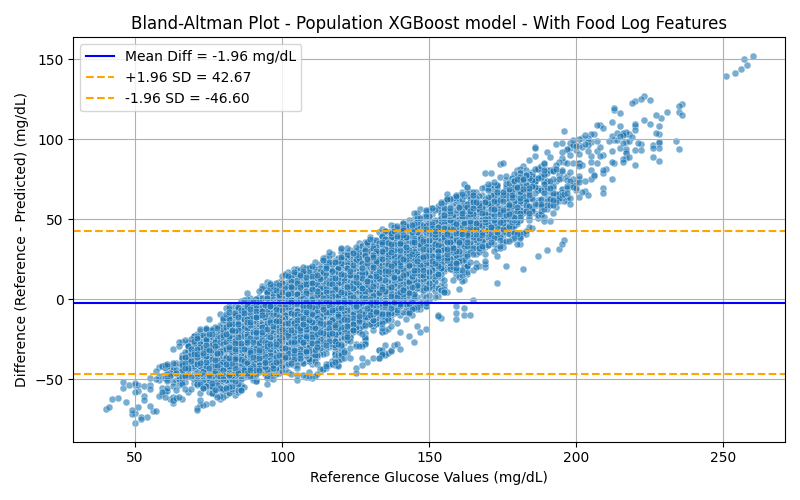 Bland-Altman Plot - Population XGBoost model - With Food Log Features
Mean Diff = -1.96 mg/dL
+1.96 SD = 42.67
-1.96 SD = -46.60
Difference (Reference - Predicted) (mg/dL)
150
100
50
0
−50
50
100
150
200
250
Reference Glucose Values (mg/dL)